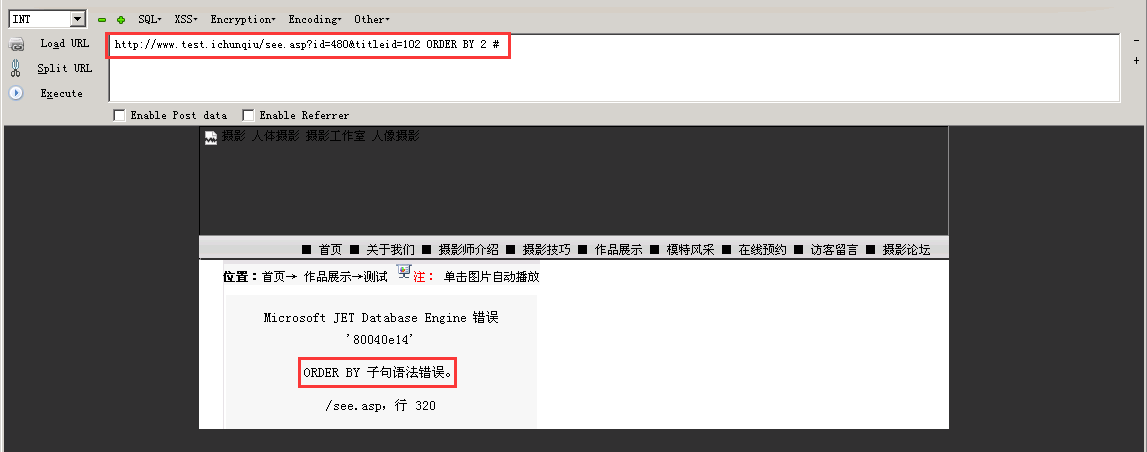 INT SQL▾ XSS▾ Encryption▾ Encoding▾ Other▾
Load URL
http://www.test.ichunqiu/see.asp?id=480&titleid=102 ORDER BY 2 #
Split URL
Execute
Enable Post data Enable Referrer
摄影 人体摄影 摄影工作室 人像摄影
■ 首页 ■ 关于我们 ■ 摄影师介绍 ■ 摄影技巧 ■ 作品展示 ■ 模特风采 ■ 在线预约 ■ 访客留言 ■ 摄影论坛
位置：首页→ 作品展示→测试 注： 单击图片自动播放
Microsoft JET Database Engine 错误
'80040e14'
ORDER BY 子句语法错误。
/see.asp，行 320